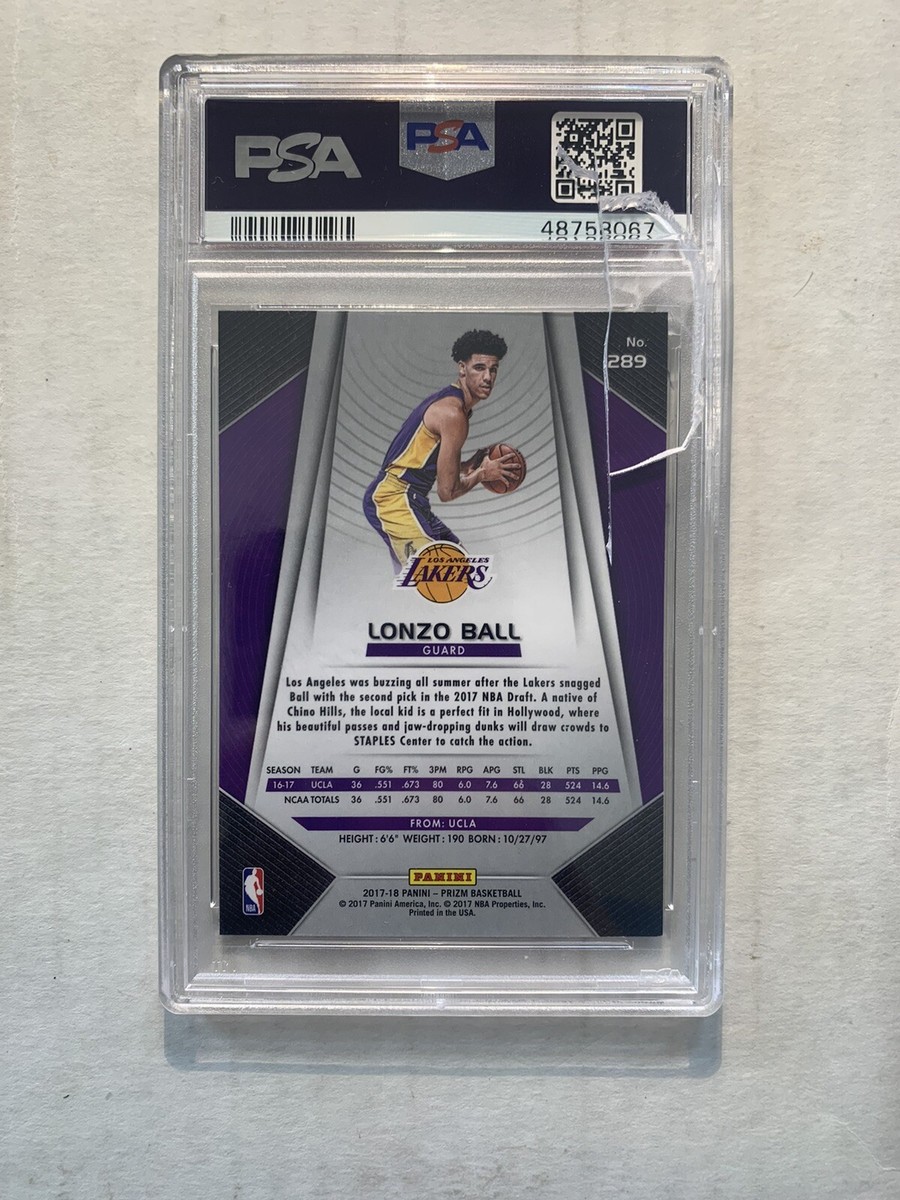 PSA
PSA
48753067
No.
289
LOS ANGELES
LAKERS
LONZO BALL
GUARD
Los Angeles was buzzing all summer after the Lakers snagged
Ball with the second pick in the 2017 NBA Draft. A native of
Chino Hills, the local kid is a perfect fit in Hollywood, where
his beautiful passes and jaw-dropping dunks will draw crowds to
STAPLES Center to catch the action.
SEASON TEAM G FG% FT% 3PM RPG APG STL BLK PTS PPG
16-17 UCLA 36 .551 .673 80 6.0 7.6 66 28 524 14.6
NCAA TOTALS 36 .551 .673 80 6.0 7.6 66 28 524 14.6
FROM: UCLA
HEIGHT: 6'6" WEIGHT: 190 BORN: 10/27/97
PANINI
NBA
2017-18 PANINI – PRIZM BASKETBALL
© 2017 Panini America, Inc. © 2017 NBA Properties, Inc.
Printed in the USA.
PSA